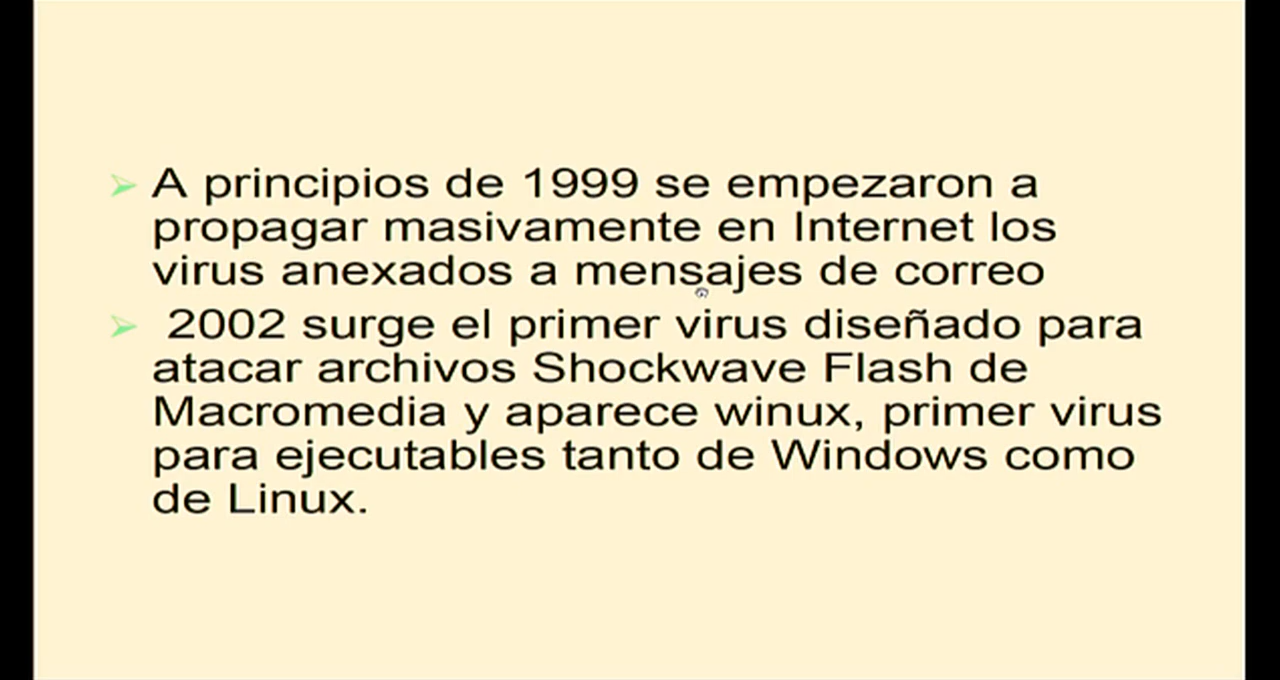 A principios de 1999 se empezaron a
propagar masivamente en Internet los
virus anexados a mensajes de correo
2002 surge el primer virus diseñado para
atacar archivos Shockwave Flash de
Macromedia y aparece winux, primer virus
para ejecutables tanto de Windows como
de Linux.